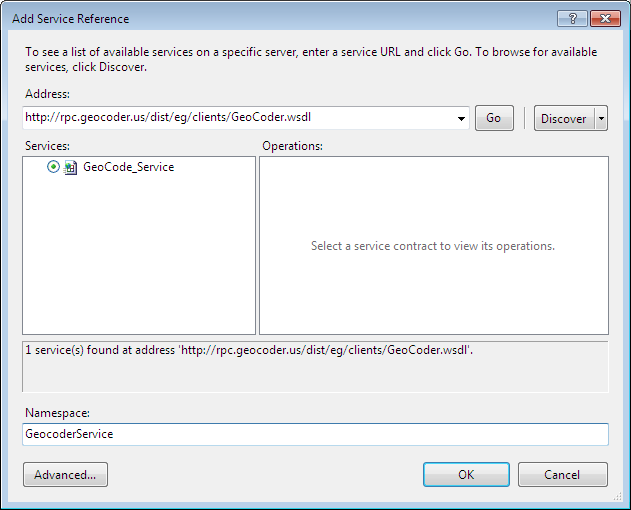 Add Service Reference
To see a list of available services on a specific server, enter a service URL and click Go. To browse for available
services, click Discover.
Address:
http://rpc.geocoder.us/dist/eg/clients/GeoCoder.wsdl
Go
Discover
Services:
Operations:
GeoCode_Service
Select a service contract to view its operations.
1 service(s) found at address 'http://rpc.geocoder.us/dist/eg/clients/GeoCoder.wsdl'.
Namespace:
GeocoderService
Advanced...
OK
Cancel